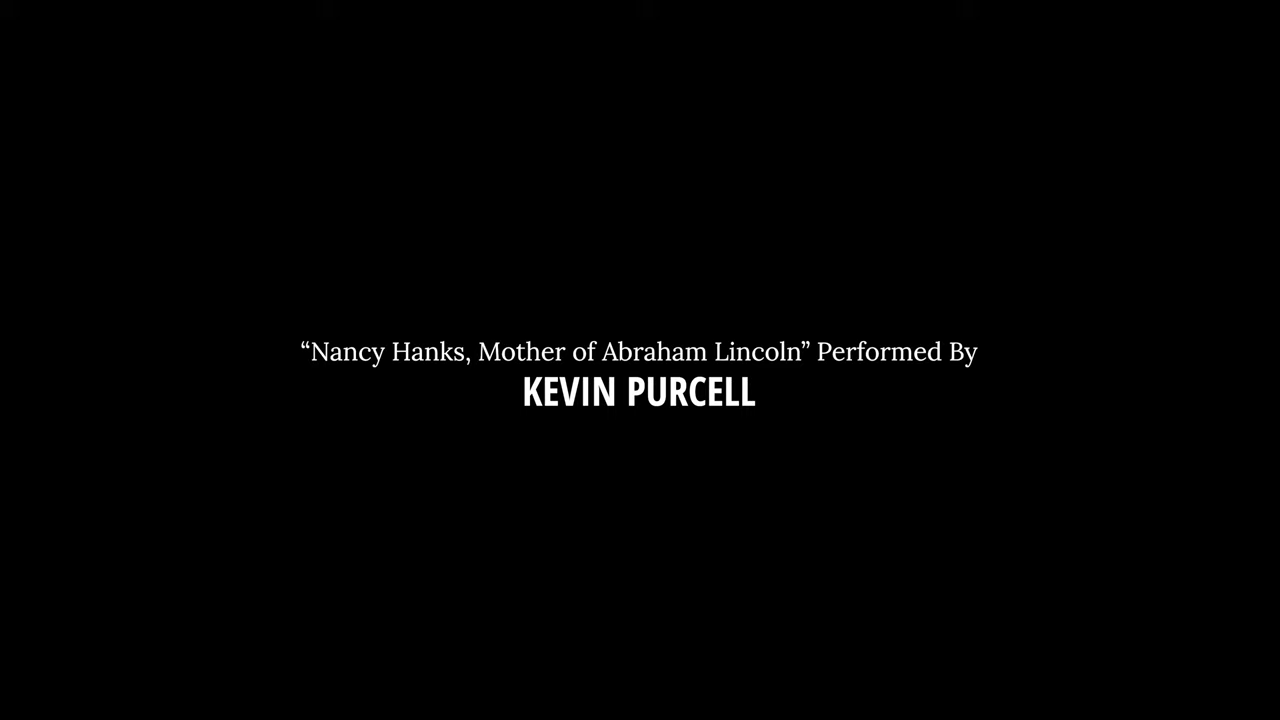 “Nancy Hanks, Mother of Abraham Lincoln” Performed By
KEVIN PURCELL